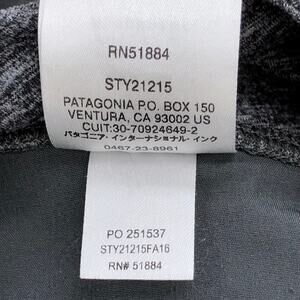 RN51884
STY21215
PATAGONIA P.O. BOX 150
VENTURA, CA 93002 US
CUIT:30-70924649-2
パタゴニア・インターナショナル・インク
0467-23-8961
PO 251537
STY21215FA16
RN# 51884